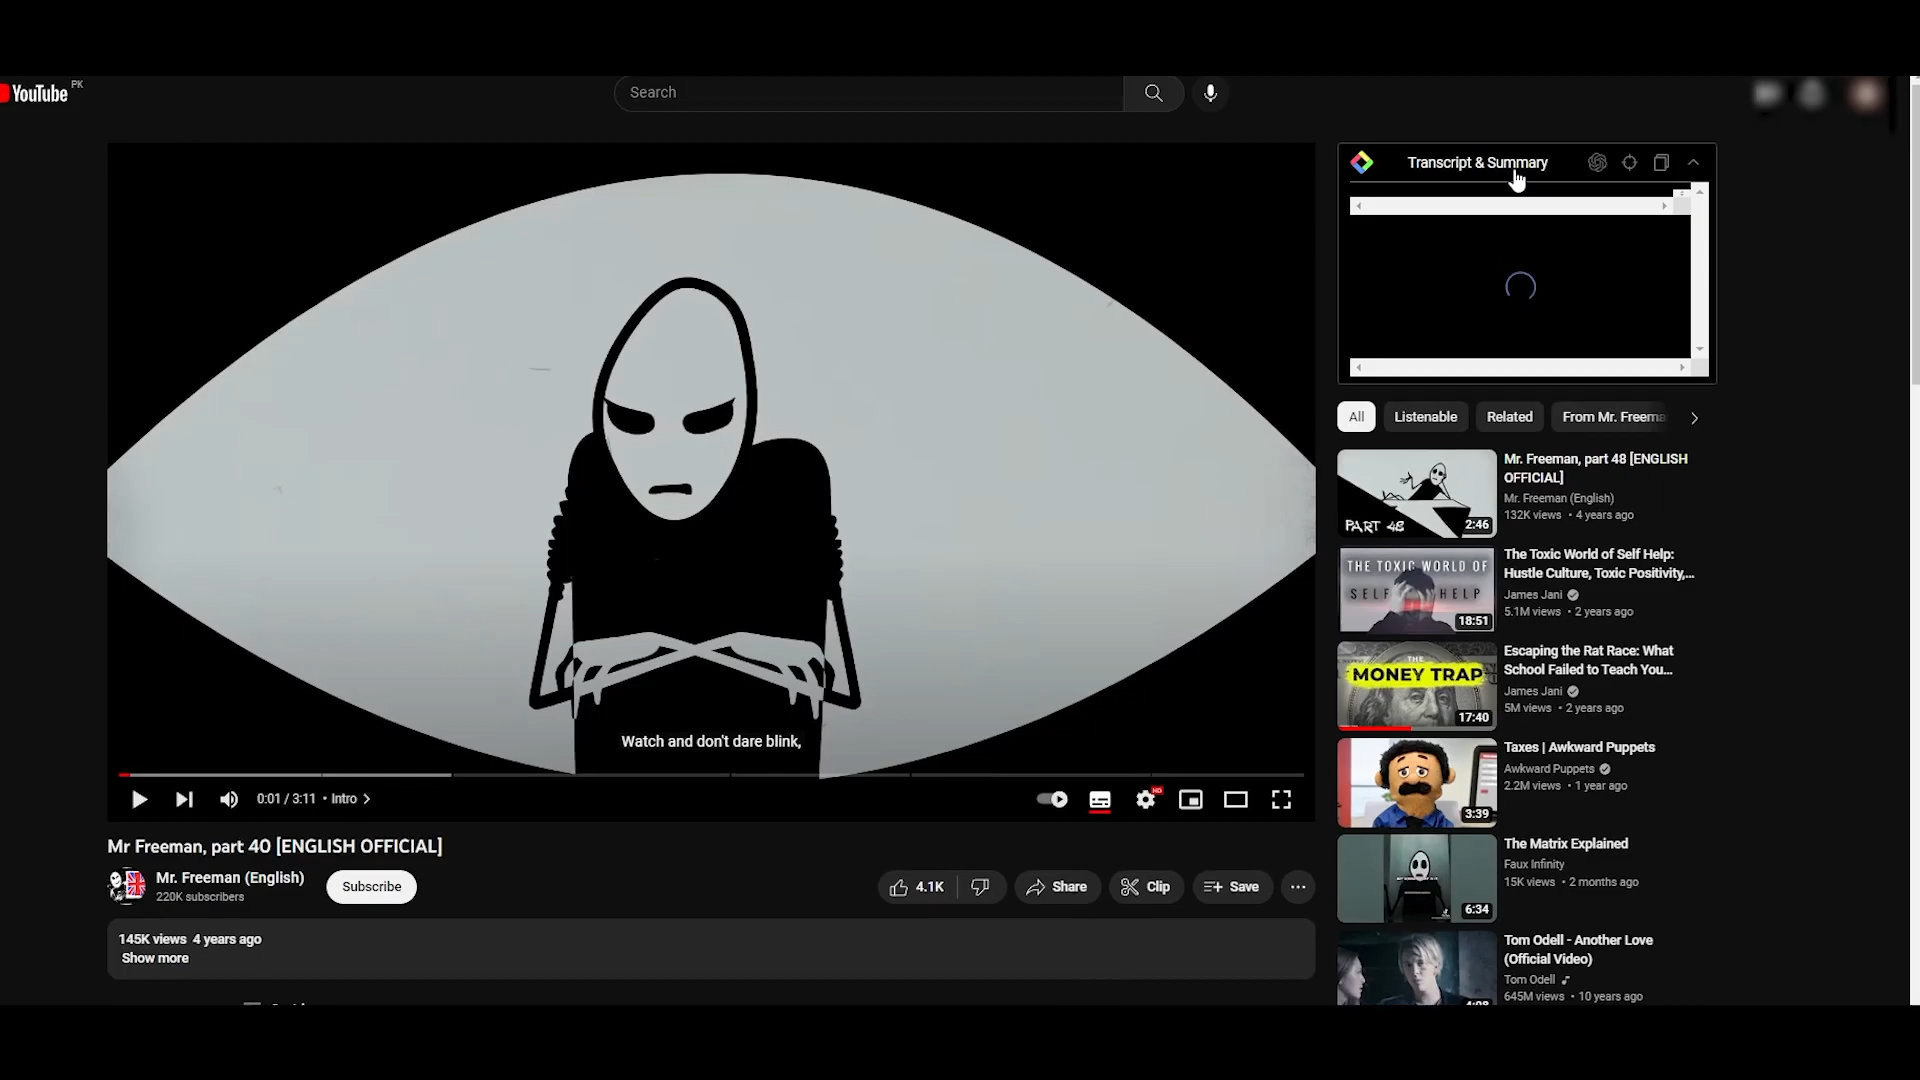 YouTube PK
Search
Transcript & Summary
Watch and don't dare blink,
0:01 / 3:11 • Intro
HD
Mr Freeman, part 40 [ENGLISH OFFICIAL]
Mr. Freeman (English)
220K subscribers
Subscribe
4.1K
Share
Clip
Save
145K views 4 years ago
Show more
All
Listenable
Related
From Mr. Freema
PART 48
2:46
Mr. Freeman, part 48 [ENGLISH
OFFICIAL]
Mr. Freeman (English)
132K views • 4 years ago
THE TOXIC WORLD OF
SELF HELP
18:51
The Toxic World of Self Help:
Hustle Culture, Toxic Positivity,...
James Jani
5.1M views • 2 years ago
THE
MONEY TRAP
17:40
Escaping the Rat Race: What
School Failed to Teach You...
James Jani
5M views • 2 years ago
3:39
Taxes | Awkward Puppets
Awkward Puppets
2.2M views • 1 year ago
6:34
The Matrix Explained
Faux Infinity
15K views • 2 months ago
Tom Odell - Another Love
(Official Video)
Tom Odell
645M views • 10 years ago